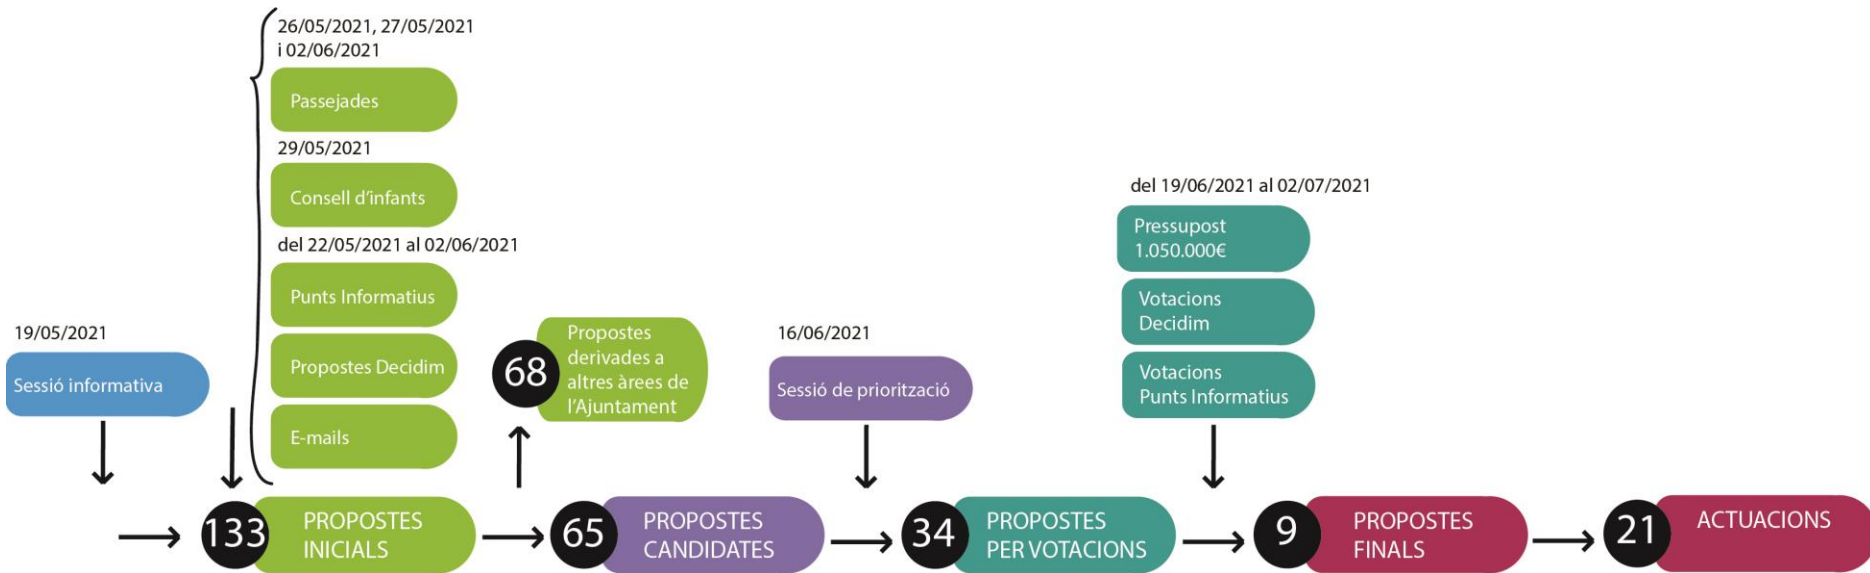 26/05/2021, 27/05/2021
i 02/06/2021
Passejades
29/05/2021
Consell d'infants
del 22/05/2021 al 02/06/2021
Punts Informatius
Propostes Decidim
E-mails
19/05/2021
Sessió informativa
68
Propostes
derivades a
altres àrees de
l'Ajuntament
16/06/2021
Sessió de priorització
del 19/06/2021 al 02/07/2021
Pressupost
1.050.000€
Votacions
Decidim
Votacions
Punts Informatius
133
PROPOSTES
INICIALS
65
PROPOSTES
CANDIDATES
34
PROPOSTES
PER VOTACIONS
9
PROPOSTES
FINALS
21
ACTUACIONS